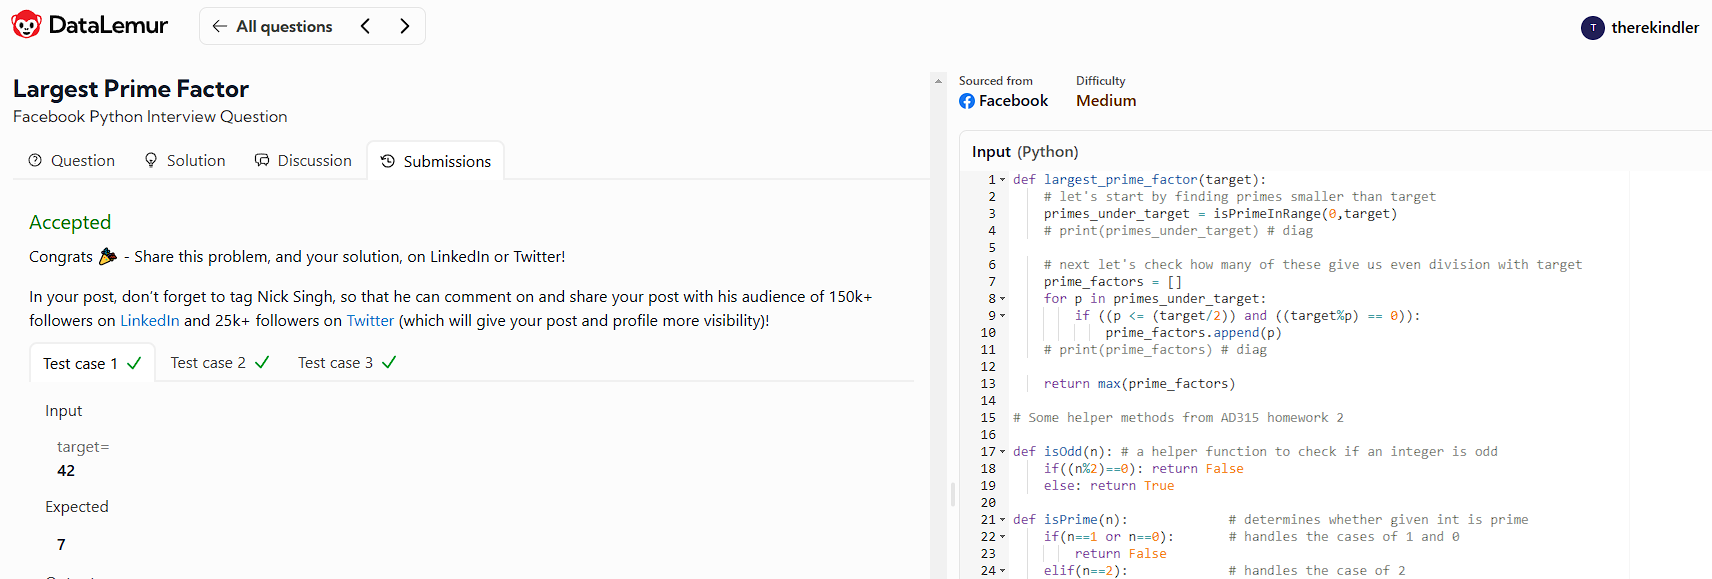 DataLemur
← All questions
T therekindler
Largest Prime Factor
Facebook Python Interview Question
Question Solution Discussion Submissions
Accepted
Congrats 🎉 - Share this problem, and your solution, on LinkedIn or Twitter!
In your post, don’t forget to tag Nick Singh, so that he can comment on and share your post with his audience of 150k+
followers on LinkedIn and 25k+ followers on Twitter (which will give your post and profile more visibility)!
Test case 1 ✓ Test case 2 ✓ Test case 3 ✓
Input
target=
42
Expected
7
Sourced from Difficulty
Facebook Medium
Input (Python)
1 def largest_prime_factor(target):
2 # let's start by finding primes smaller than target
3 primes_under_target = isPrimeInRange(0,target)
4 # print(primes_under_target) # diag
5
6 # next let's check how many of these give us even division with target
7 prime_factors = []
8 for p in primes_under_target:
9 if ((p <= (target/2)) and ((target%p) == 0)):
10 prime_factors.append(p)
11 # print(prime_factors) # diag
12
13 return max(prime_factors)
14
15 # Some helper methods from AD315 homework 2
16
17 def isOdd(n): # a helper function to check if an integer is odd
18 if((n%2)==0): return False
19 else: return True
20
21 def isPrime(n): # determines whether given int is prime
22 if(n==1 or n==0): # handles the cases of 1 and 0
23 return False
24 elif(n==2): # handles the case of 2